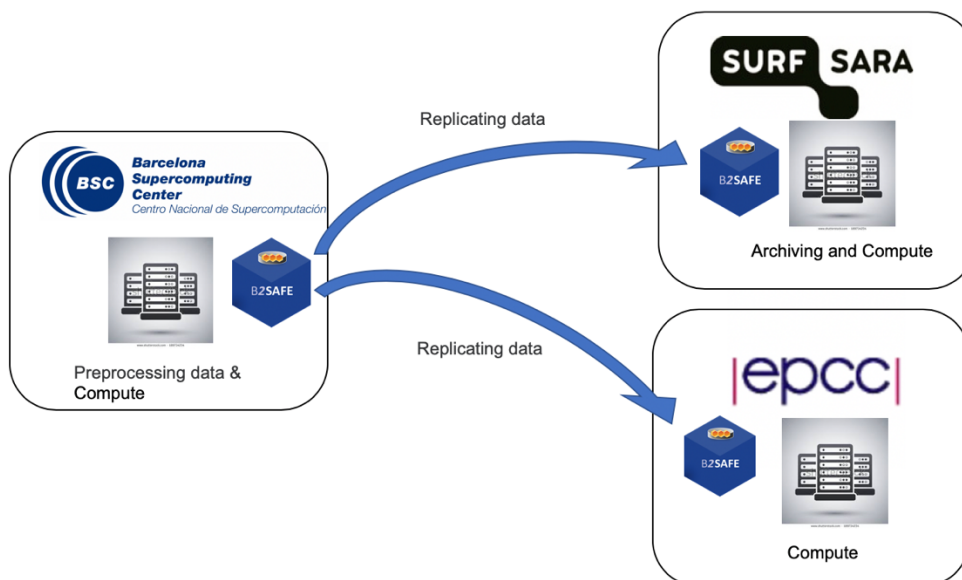 BSC
Barcelona
Supercomputing
Center
Centro Nacional de Supercomputación
B2SAFE
Preprocessing data &
Compute
Replicating data
Replicating data
SURF SARA
B2SAFE
Archiving and Compute
|epcc|
B2SAFE
Compute